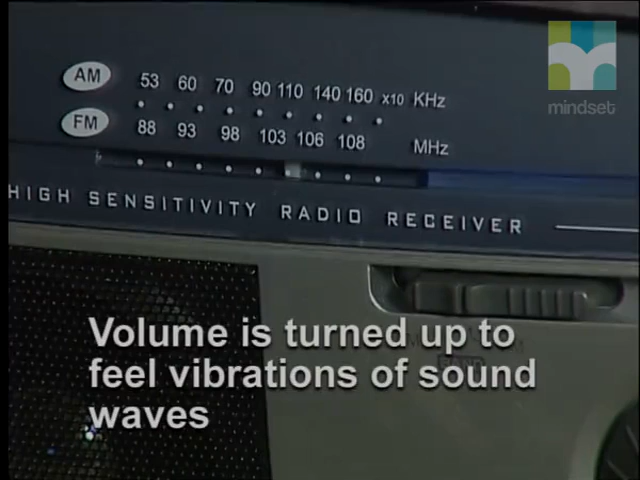 mindset
AM 53 60 70 90 110 140 160 x10 KHz
FM 88 93 98 103 106 108 MHz
HIGH SENSITIVITY RADIO RECEIVER
Volume is turned up to
feel vibrations of sound
waves